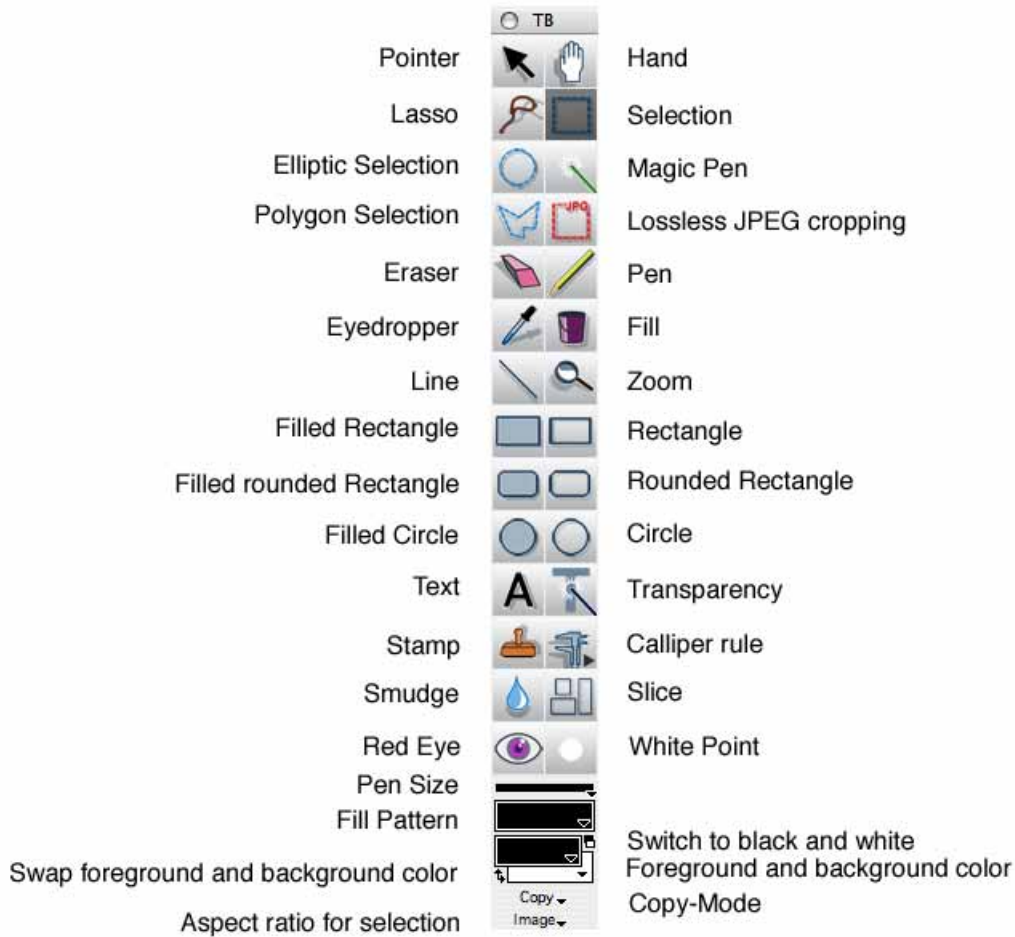 TB
Pointer Hand
Lasso Selection
Elliptic Selection Magic Pen
Polygon Selection JPG Lossless JPEG cropping
Eraser Pen
Eyedropper Fill
Line Zoom
Filled Rectangle Rectangle
Filled rounded Rectangle Rounded Rectangle
Filled Circle Circle
Text A Transparency
Stamp Calliper rule
Smudge Slice
Red Eye White Point
Pen Size
Fill Pattern
Switch to black and white
Swap foreground and background color Foreground and background color
Copy Copy-Mode
Aspect ratio for selection Image